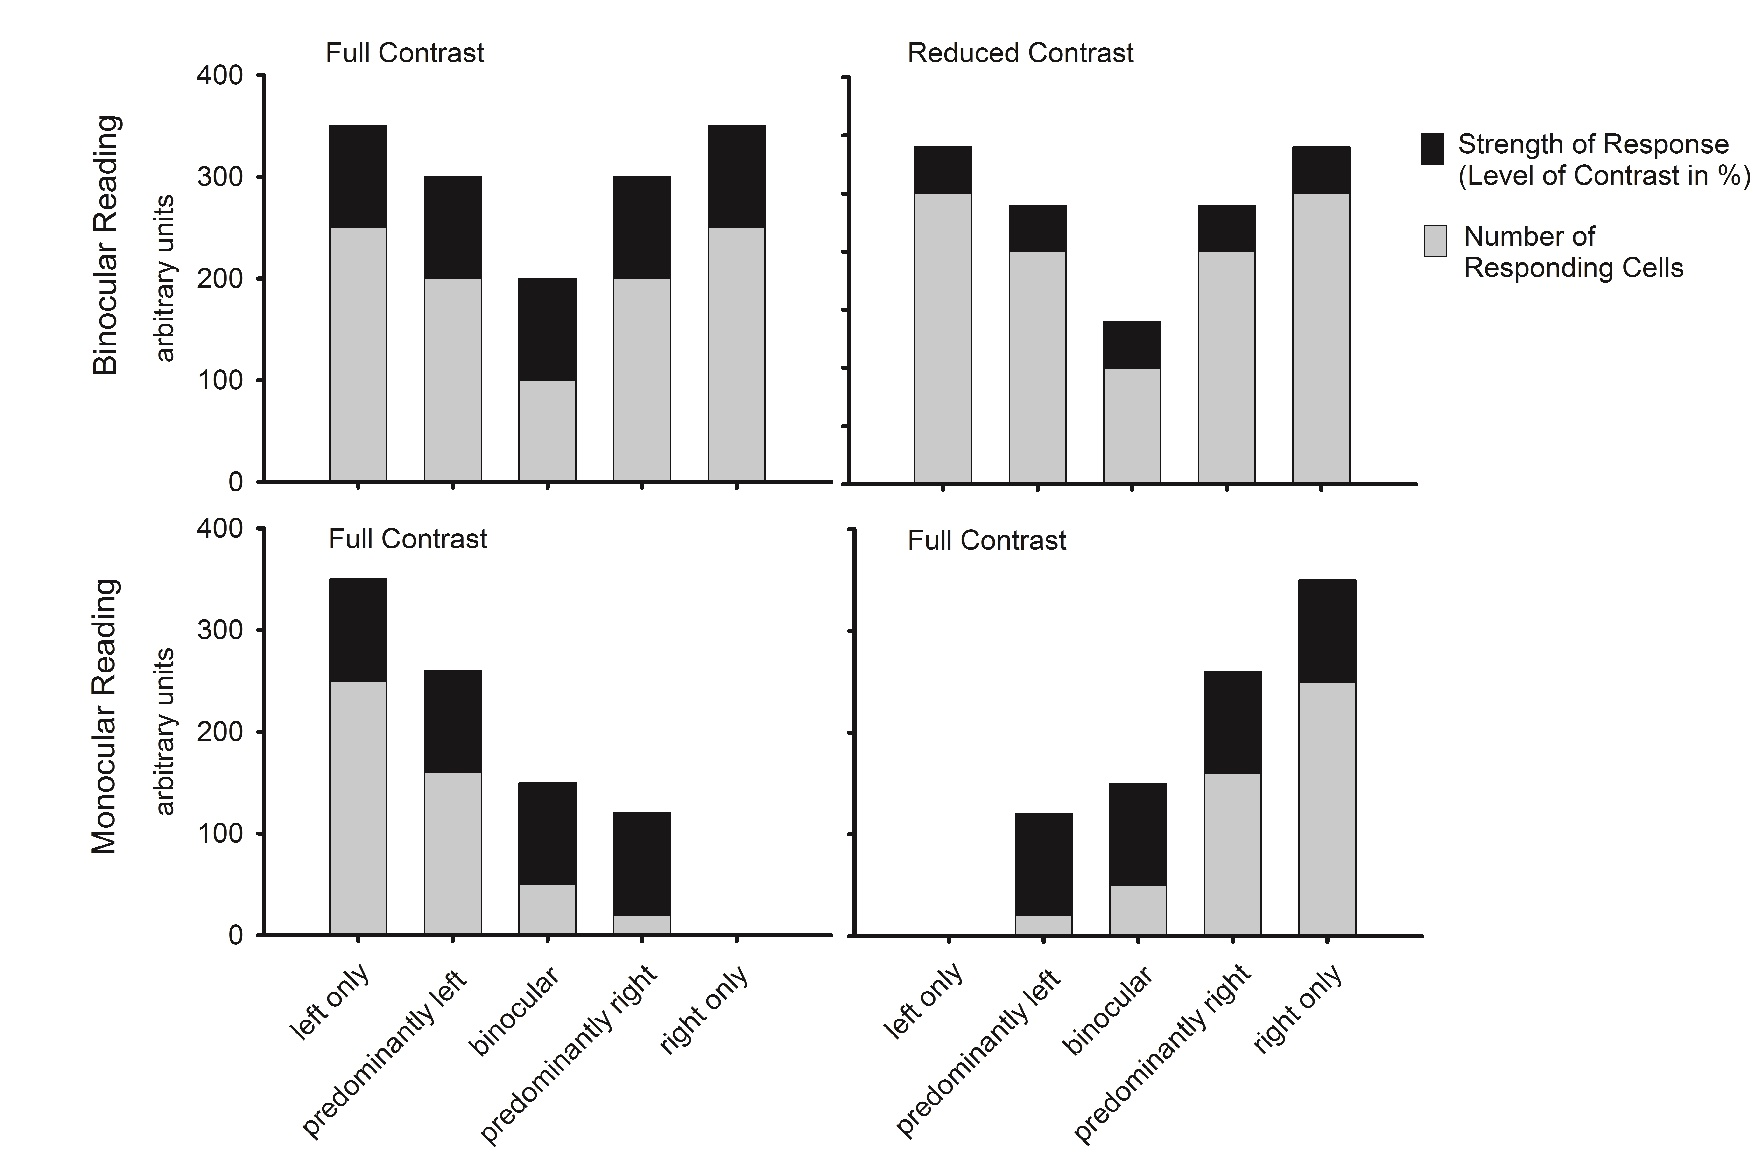 Full Contrast
Reduced Contrast
400
300
200
100
0
Binocular Reading
arbitrary units
Strength of Response
(Level of Contrast in %)
Number of
Responding Cells
Full Contrast
Full Contrast
400
300
200
100
0
Monocular Reading
arbitrary units
left only
predominantly left
binocular
predominantly right
right only
left only
predominantly left
binocular
predominantly right
right only